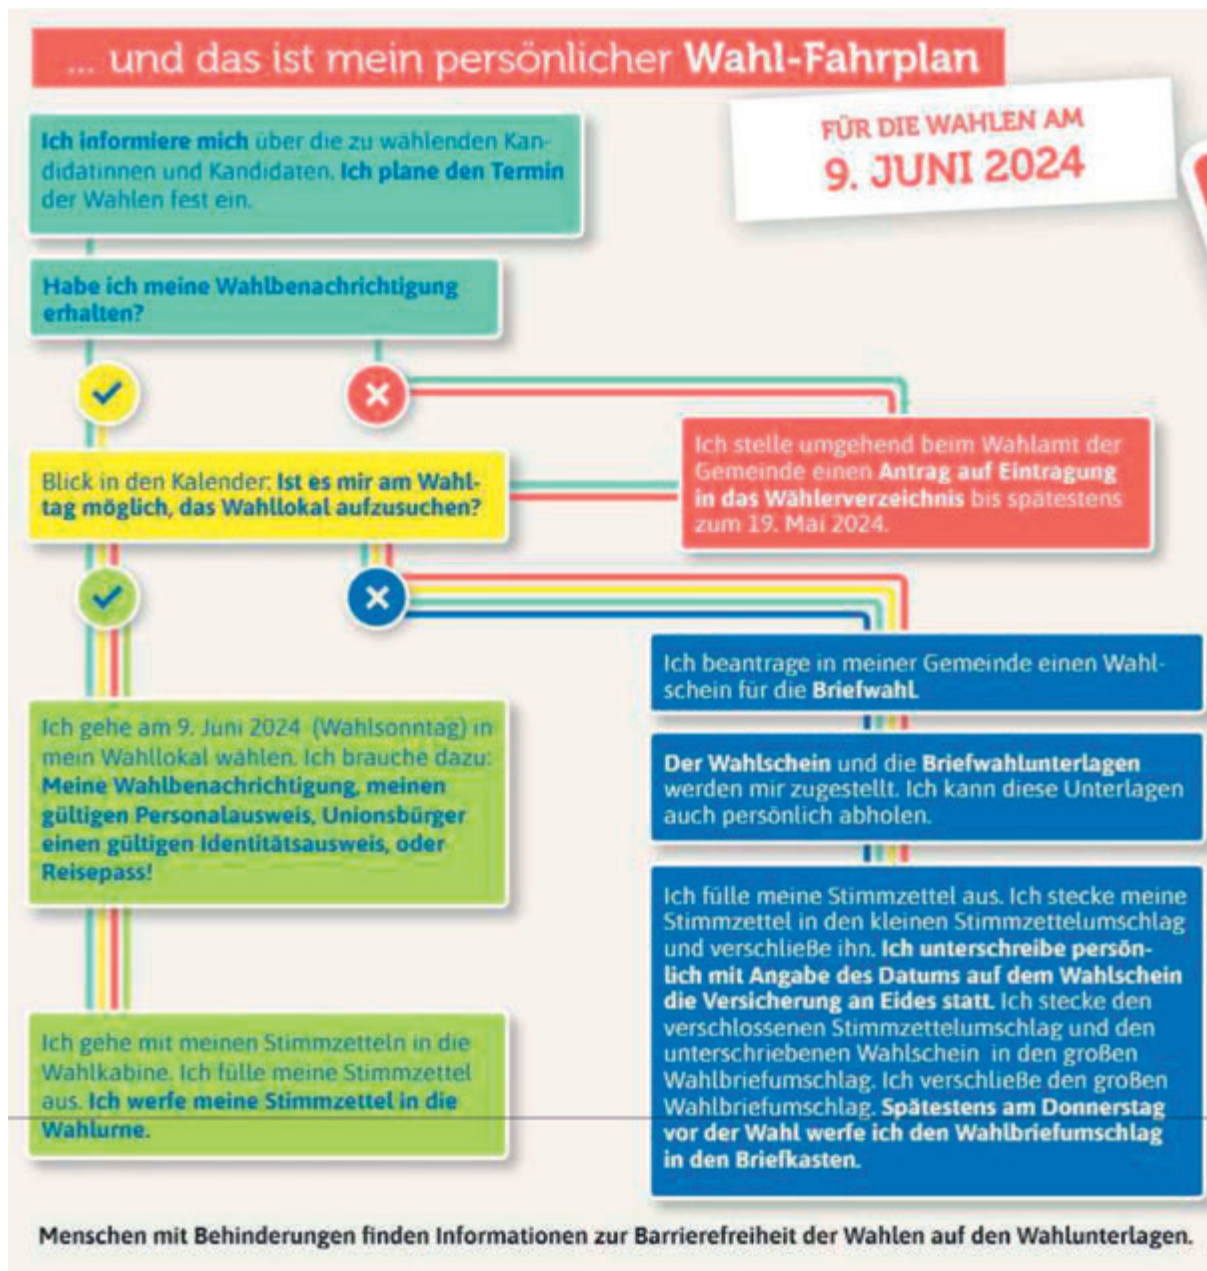 ... und das ist mein persönlicher Wahl-Fahrplan
FÜR DIE WAHLEN AM
9. JUNI 2024
Ich informiere mich über die zu wählenden Kan-
didatinnen und Kandidaten. Ich plane den Termin
der Wahlen fest ein.
Habe ich meine Wahlbenachrichtigung
erhalten?
Ich stelle umgehend beim Wahlamt der
Gemeinde einen Antrag auf Eintragung
in das Wählerverzeichnis bis spätestens
zum 19. Mai 2024.
Blick in den Kalender: Ist es mir am Wahl-
tag möglich, das Wahllokal aufzusuchen?
Ich gehe am 9. Juni 2024 (Wahlsonntag) in
mein Wahllokal wählen. Ich brauche dazu:
Meine Wahlbenachrichtigung, meinen
gültigen Personalausweis, Unionsbürger
einen gültigen Identitätsausweis, oder
Reisepass!
Ich gehe mit meinen Stimmzetteln in die
Wahlkabine. Ich fülle meine Stimmzettel
aus. Ich werfe meine Stimmzettel in die
Wahlurne.
Ich beantrage in meiner Gemeinde einen Wahl-
schein für die Briefwahl.
Der Wahlschein und die Briefwahlunterlagen
werden mir zugestellt. Ich kann diese Unterlagen
auch persönlich abholen.
Ich fülle meine Stimmzettel aus. Ich stecke meine
Stimmzettel in den kleinen Stimmzettelumschlag
und verschließe ihn. Ich unterschreibe persön-
lich mit Angabe des Datums auf dem Wahlschein
die Versicherung an Eides statt. Ich stecke den
verschlossenen Stimmzettelumschlag und den
unterschriebenen Wahlschein in den großen
Wahlbriefumschlag. Ich verschließe den großen
Wahlbriefumschlag. Spätestens am Donnerstag
vor der Wahl werfe ich den Wahlbriefumschlag
in den Briefkasten.
Menschen mit Behinderungen finden Informationen zur Barrierefreiheit der Wahlen auf den Wahlunterlagen.